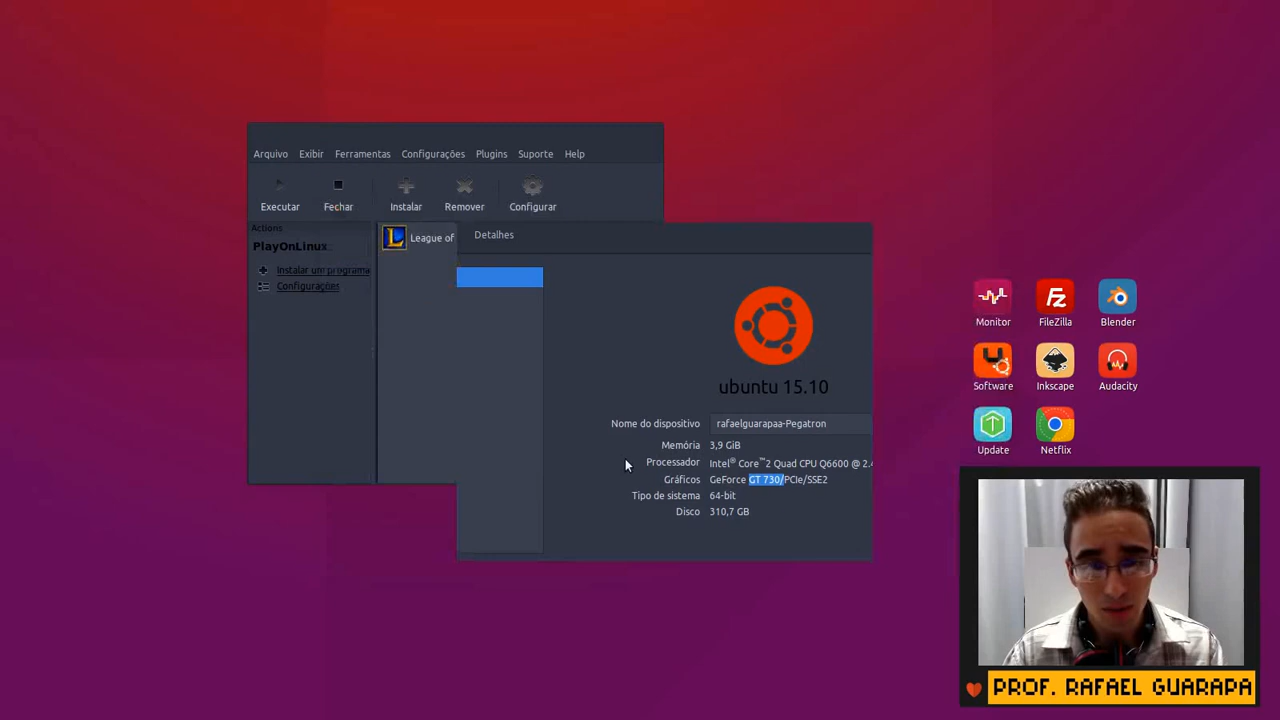 Arquivo Exibir Ferramentas Configurações Plugins Suporte Help
Executar Fechar Instalar Remover Configurar
Actions
PlayOnLinux
Instalar um programa
Configurações
League of
Detalhes
ubuntu 15.10
Nome do dispositivo rafaelguarapaa-Pegatron
Memória 3,9 GiB
Processador Intel® Core™2 Quad CPU Q6600 @ 2.4
Gráficos GeForce GT 730/PCIe/SSE2
Tipo de sistema 64-bit
Disco 310,7 GB
Monitor FileZilla Blender
Software Inkscape Audacity
Update Netflix
PROF. RAFAEL GUARAPA